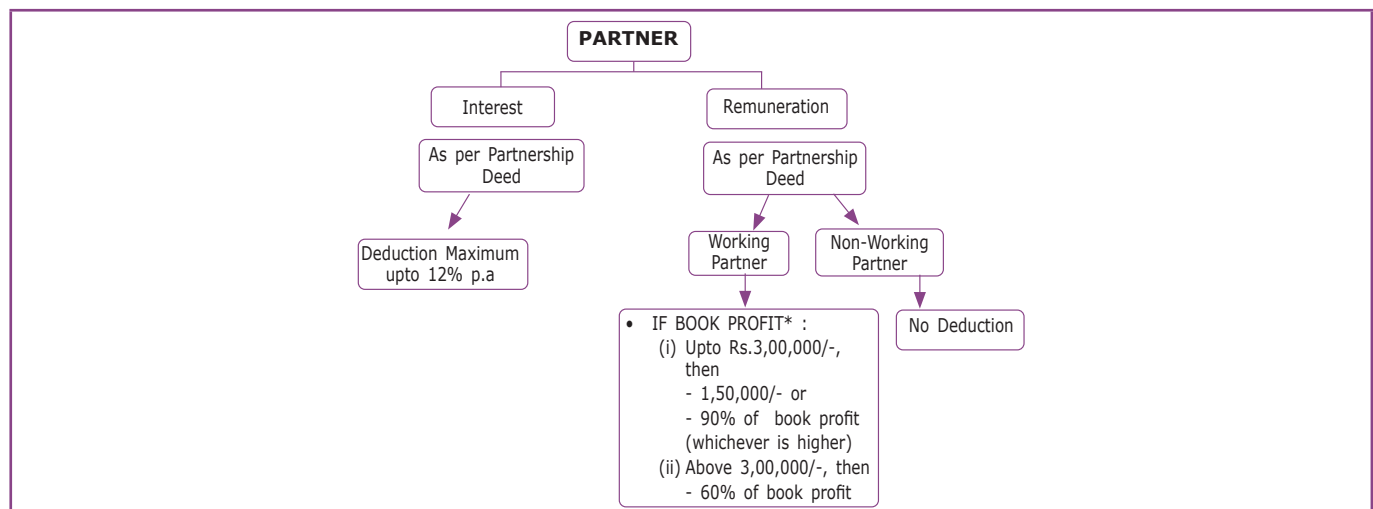 PARTNER
Interest
Remuneration
As per Partnership
Deed
As per Partnership
Deed
Deduction Maximum
upto 12% p.a
Working
Partner
Non-Working
Partner
• IF BOOK PROFIT* :
(i) Upto Rs.3,00,000/-,
then
- 1,50,000/- or
- 90% of book profit
(whichever is higher)
(ii) Above 3,00,000/-, then
- 60% of book profit
No Deduction